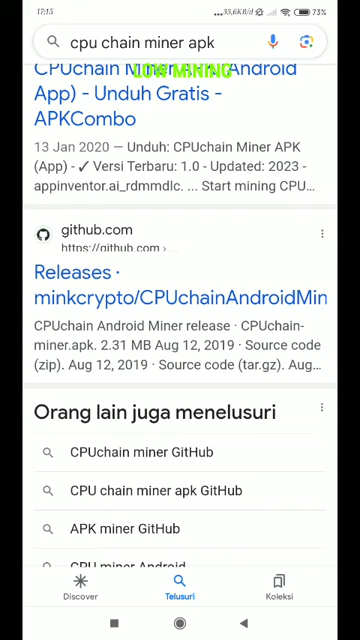 17:15
...33,6KB/d
73%
cpu chain miner apk
CPUchain Miner APK (Android
LOW MINING
App) - Unduh Gratis -
APKCombo
13 Jan 2020 — Unduh: CPUchain Miner APK
(App) - ✓ Versi Terbaru: 1.0 - Updated: 2023 -
appinventor.ai_rdmmdlc. ... Start mining CPU...
github.com
https://github.com › ...
Releases ·
minkcrypto/CPUchainAndroidMin
CPUchain Android Miner release · CPUchain-
miner.apk. 2.31 MB Aug 12, 2019 · Source code
(zip). Aug 12, 2019 · Source code (tar.gz). Aug...
Orang lain juga menelusuri
CPUchain miner GitHub
CPU chain miner apk GitHub
APK miner GitHub
CPU miner Android
Discover
Telusuri
Koleksi